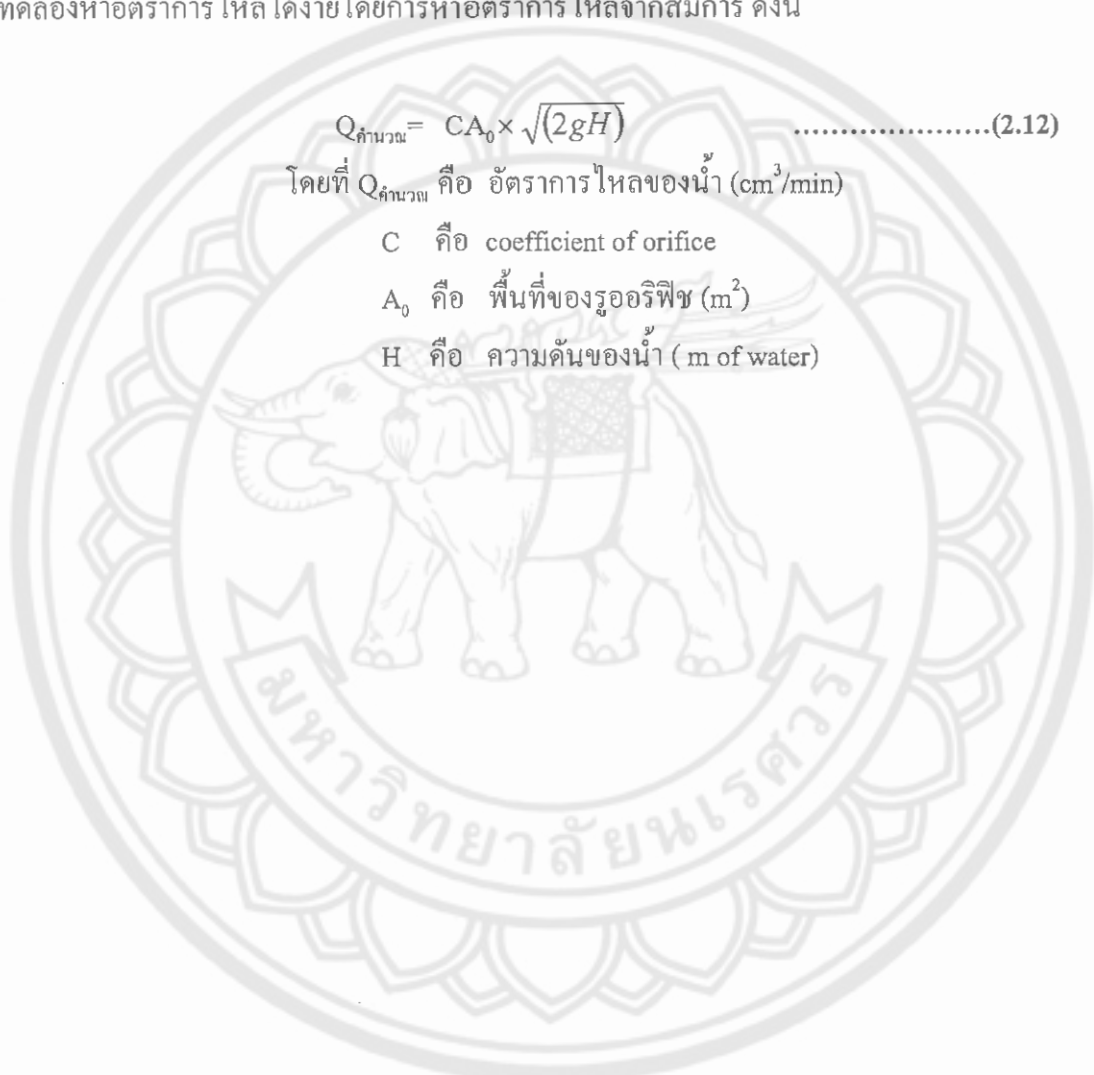 ทดลองหาอัตราการไหลได้ง่ายโดยการหาอัตราการไหลจากสมการ ดังนี้
Q_คำนวณ = CA₀ × √(2gH) ......................(2.12)
โดยที่ Q_คำนวณ คือ อัตราการไหลของน้ำ (cm³/min)
C คือ coefficient of orifice
A₀ คือ พื้นที่ของรูออริฟิซ (m²)
H คือ ความดันของน้ำ ( m of water)
มหาวิทยาลัยนเรศวร